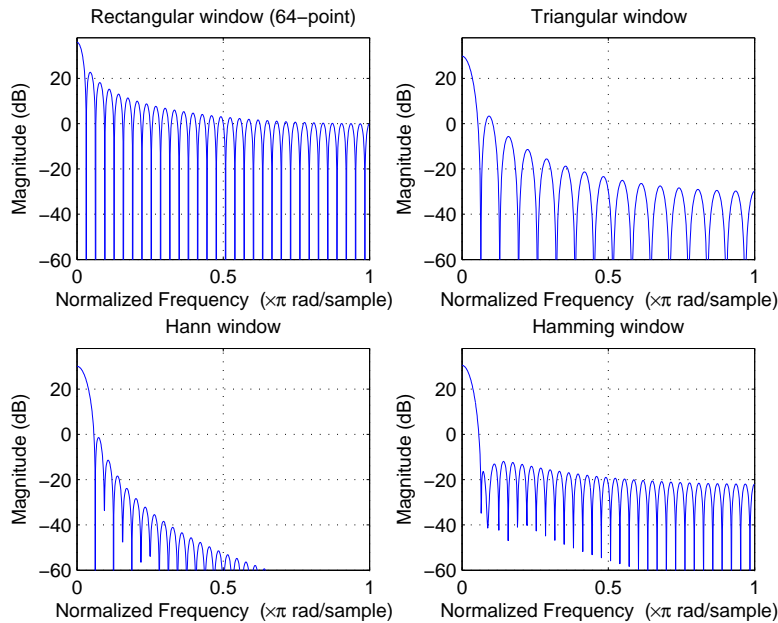 Rectangular window (64−point)
Magnitude (dB)
20
0
−20
−40
−60
0
0.5
1
Normalized Frequency (×π rad/sample)
Triangular window
Magnitude (dB)
20
0
−20
−40
−60
0
0.5
1
Normalized Frequency (×π rad/sample)
Hann window
Magnitude (dB)
20
0
−20
−40
−60
0
0.5
1
Normalized Frequency (×π rad/sample)
Hamming window
Magnitude (dB)
20
0
−20
−40
−60
0
0.5
1
Normalized Frequency (×π rad/sample)